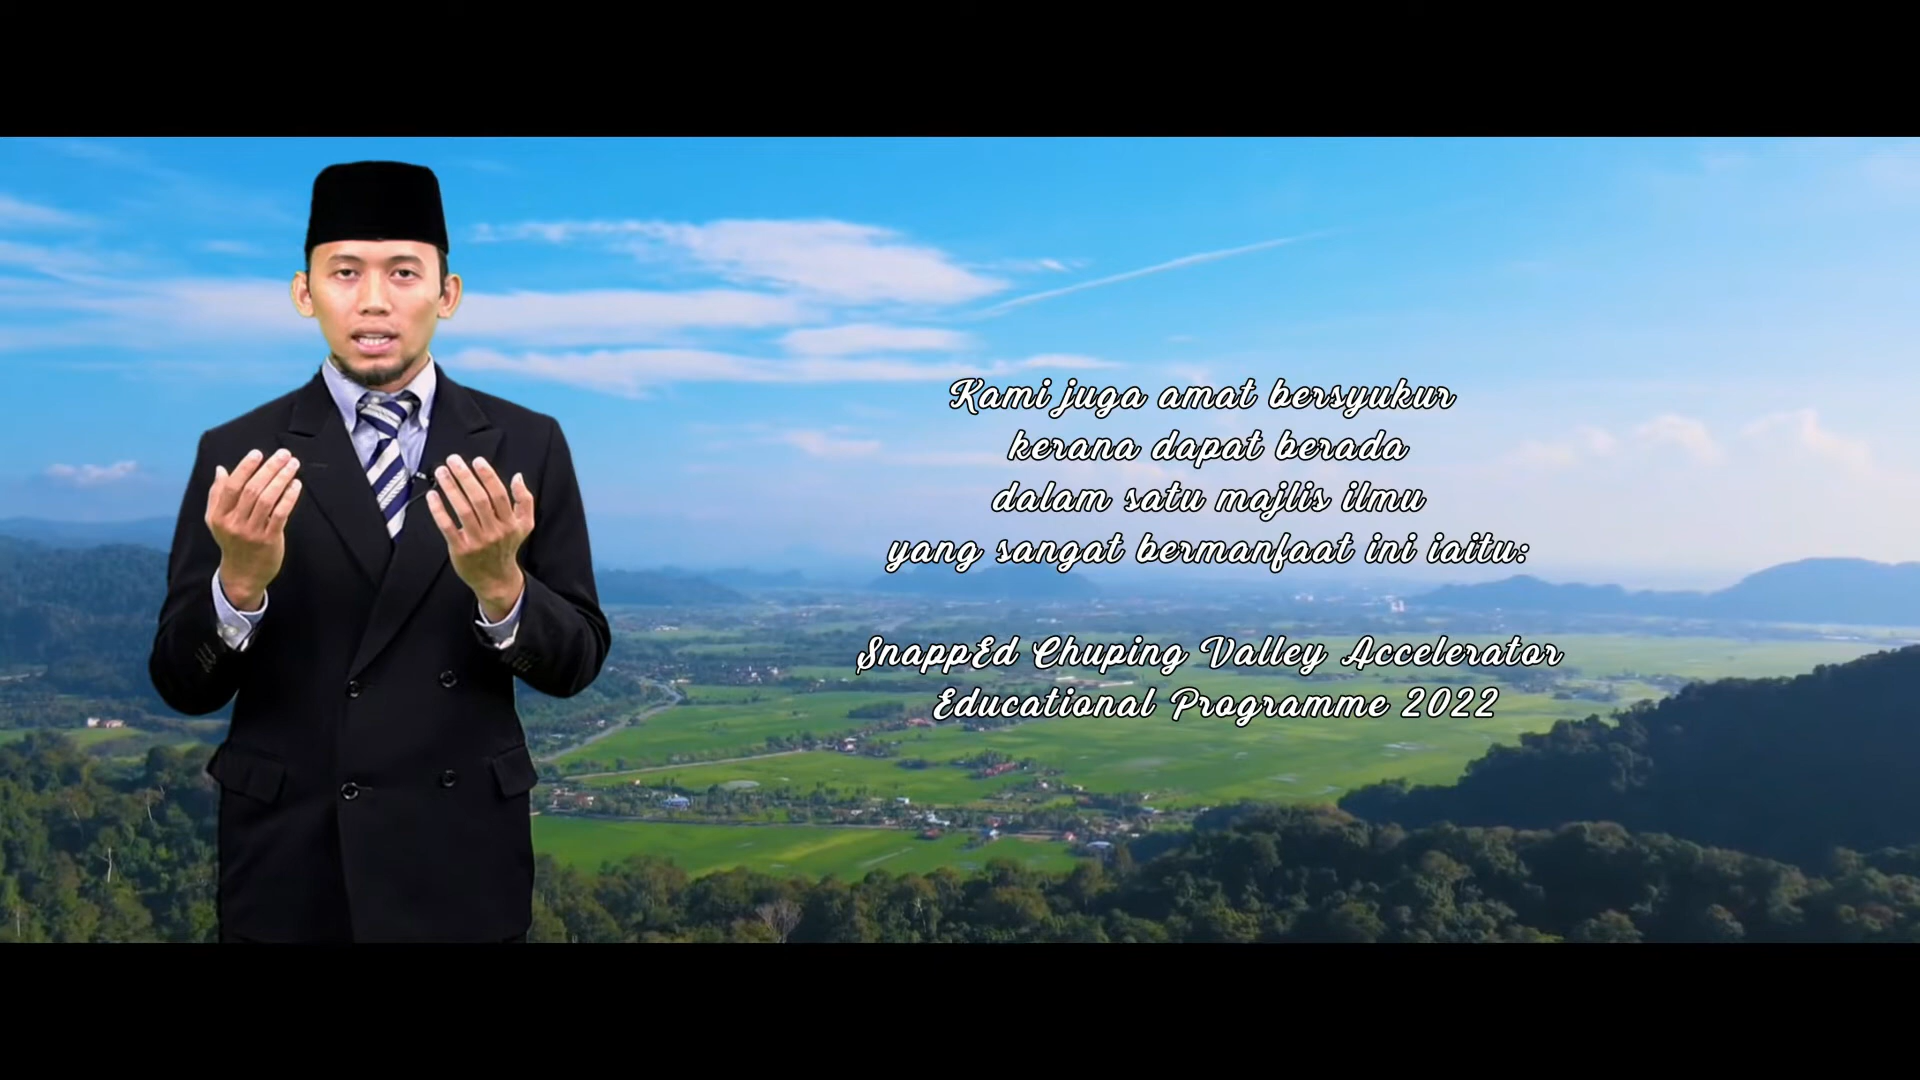 Kami juga amat bersyukur
kerana dapat berada
dalam satu majlis ilmu
yang sangat bermanfaat ini iaitu:
SnappEd Chuping Valley Accelerator
Educational Programme 2022